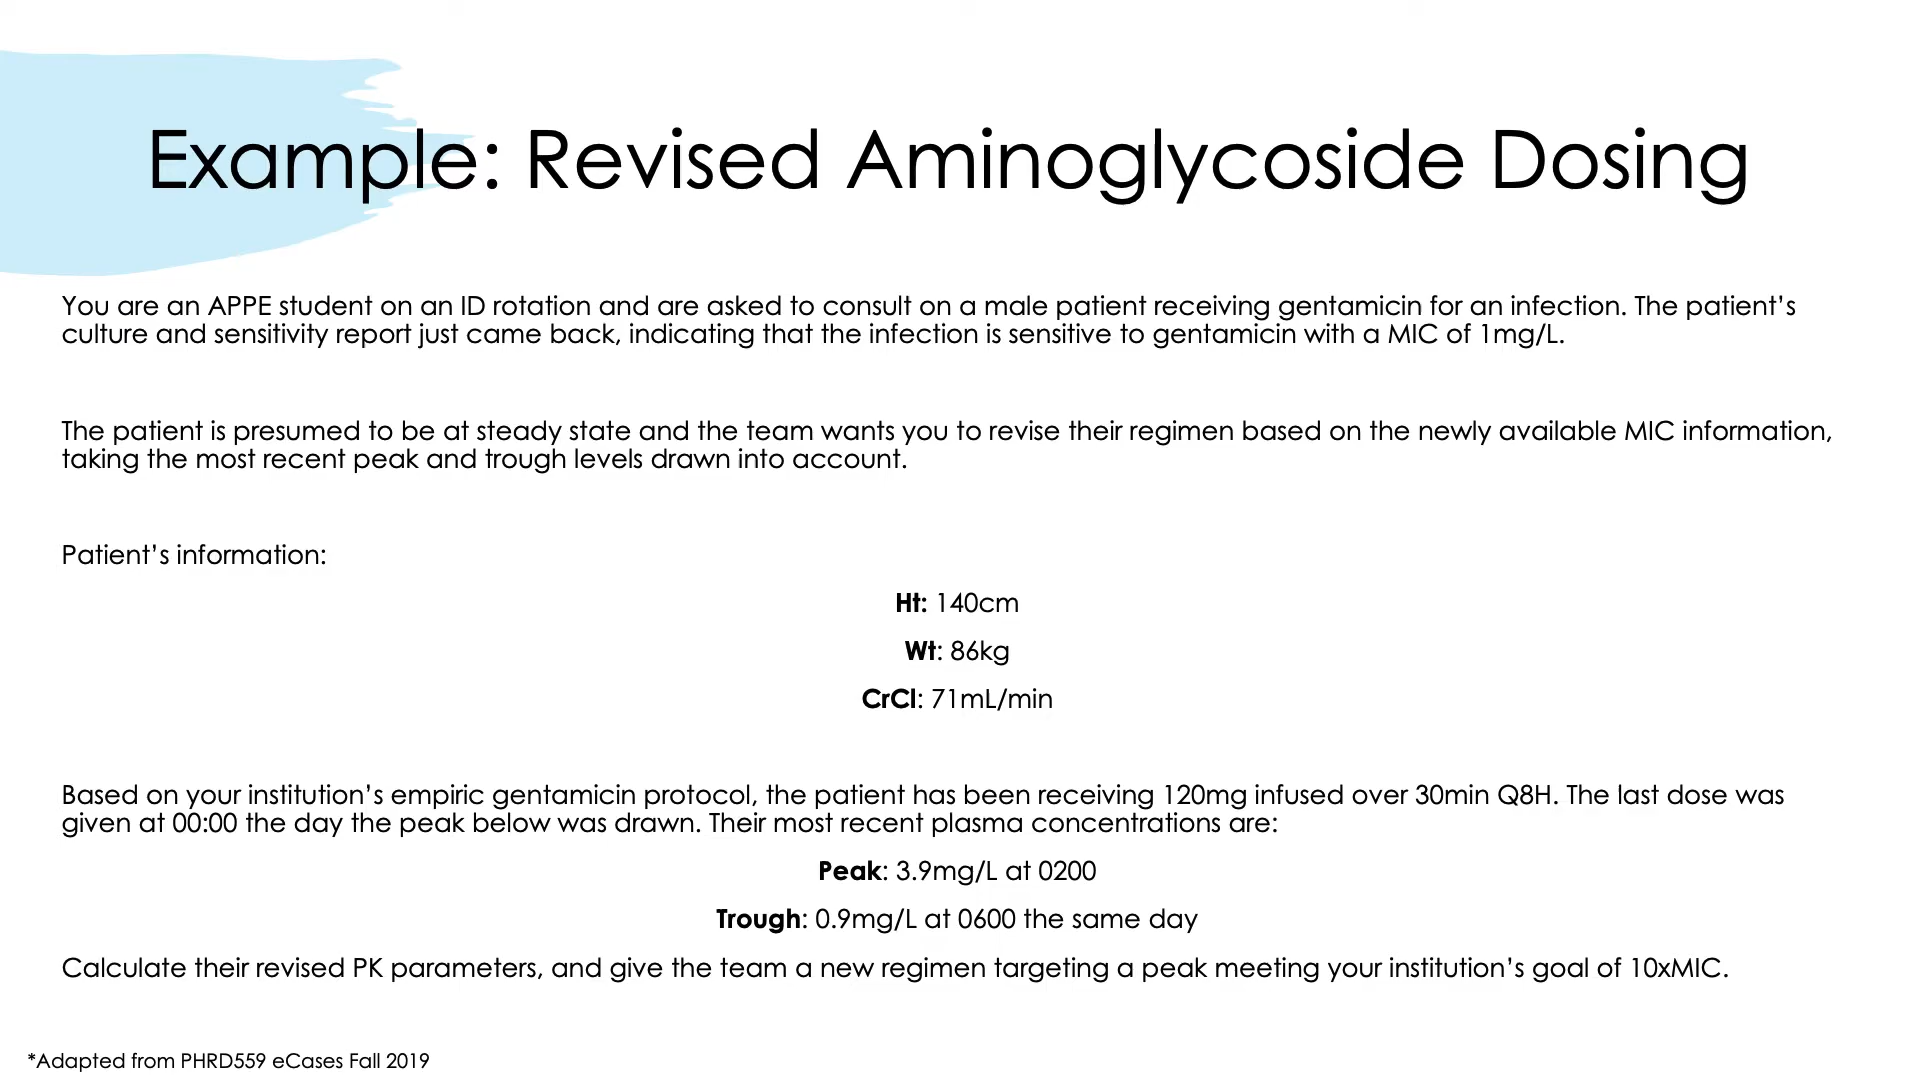 Example: Revised Aminoglycoside Dosing
You are an APPE student on an ID rotation and are asked to consult on a male patient receiving gentamicin for an infection. The patient’s
culture and sensitivity report just came back, indicating that the infection is sensitive to gentamicin with a MIC of 1mg/L.
The patient is presumed to be at steady state and the team wants you to revise their regimen based on the newly available MIC information,
taking the most recent peak and trough levels drawn into account.
Patient’s information:
Ht: 140cm
Wt: 86kg
CrCl: 71mL/min
Based on your institution’s empiric gentamicin protocol, the patient has been receiving 120mg infused over 30min Q8H. The last dose was
given at 00:00 the day the peak below was drawn. Their most recent plasma concentrations are:
Peak: 3.9mg/L at 0200
Trough: 0.9mg/L at 0600 the same day
Calculate their revised PK parameters, and give the team a new regimen targeting a peak meeting your institution’s goal of 10xMIC.
*Adapted from PHRD559 eCases Fall 2019